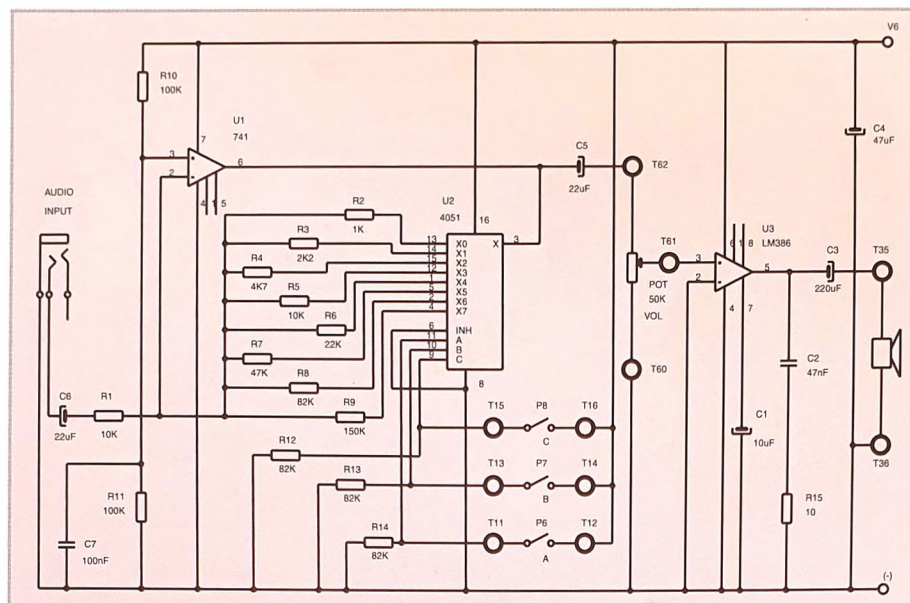 V6
R10
100K
U1
741
7
3
2
6
4
1
5
AUDIO
INPUT
C5
22uF
T62
C4
47uF
R2
1K
R3
2K2
R4
4K7
R5
10K
R6
22K
R7
47K
R8
82K
R9
150K
U2
4051
16
13
X0
14
X1
15
X2
12
X3
1
X4
5
X5
2
X6
4
X7
X
3
6
INH
11
A
10
B
9
C
8
T61
POT
50K
VOL
T60
U3
LM386
6
1
8
3
2
5
4
7
C3
220uF
T35
C2
47nF
C1
10uF
T36
R15
10
C6
22uF
R1
10K
T15
P8
T16
C
R12
82K
T13
P7
T14
B
R13
82K
T11
P6
T12
A
R14
82K
R11
100K
C7
100nF
(-)